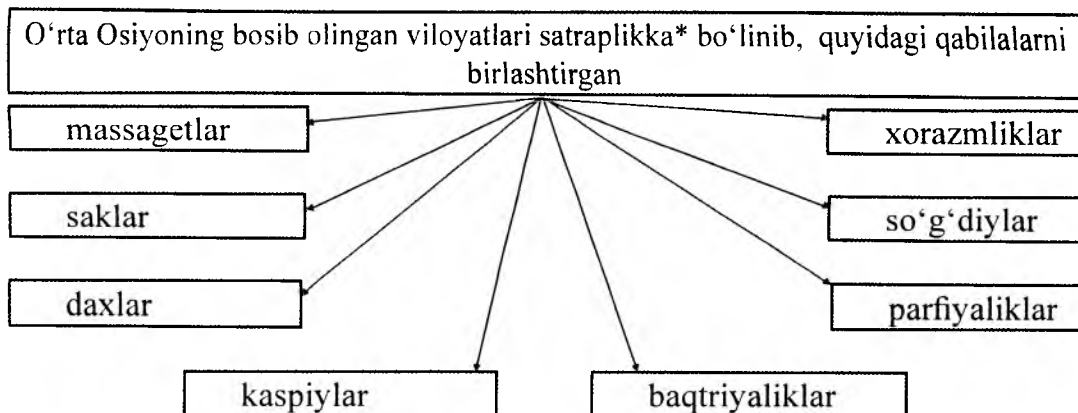 O‘rta Osiyoning bosib olingan viloyatlari satraplikka* bo‘linib, quyidagi qabilalarni
birlashtirgan
massagetlar
xorazmliklar
saklar
so‘g‘diylar
daxlar
parfiyaliklar
kaspiylar
baqtriyaliklar